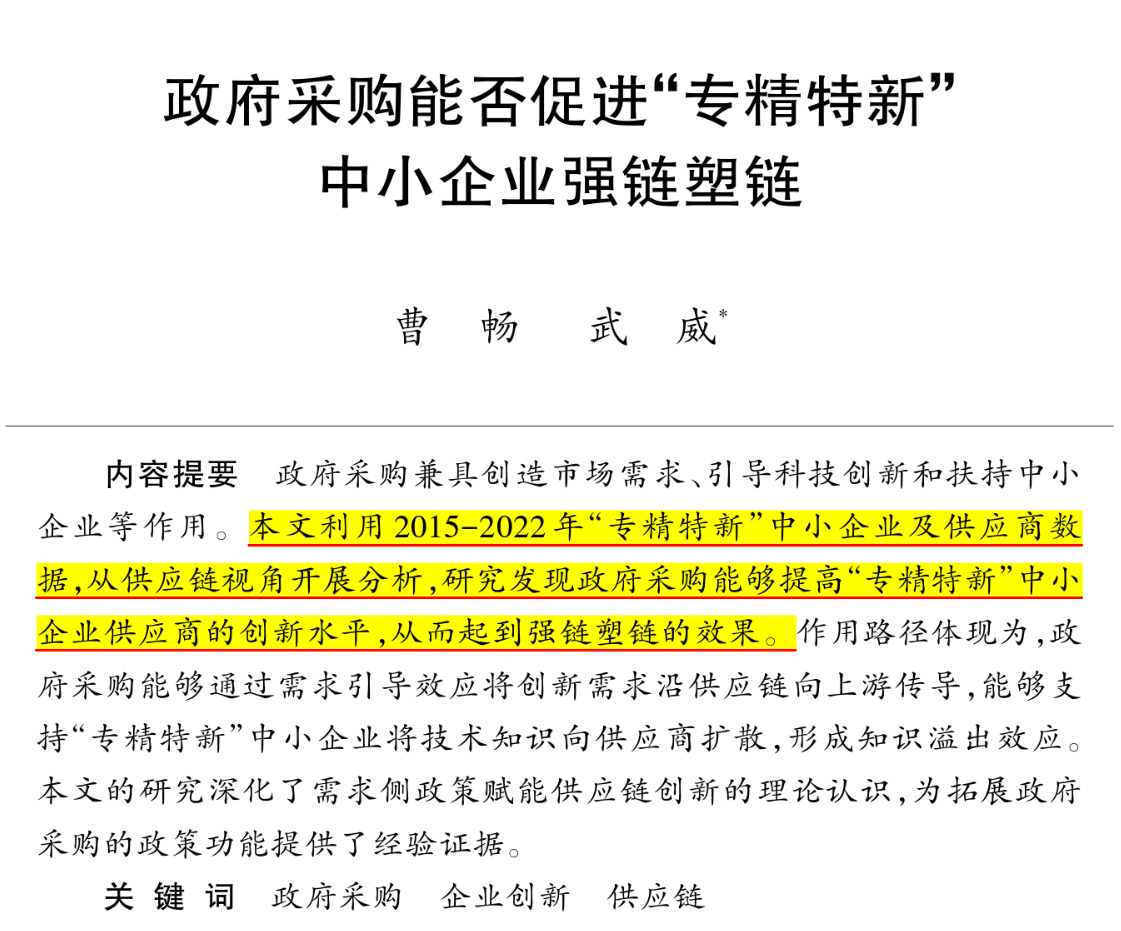 政府采购能否促进“专精特新”
中小企业强链塑链
曹 畅 武 威*
内容提要 政府采购兼具创造市场需求、引导科技创新和扶持中小
企业等作用。本文利用2015-2022年“专精特新”中小企业及供应商数
据,从供应链视角开展分析,研究发现政府采购能够提高“专精特新”中小
企业供应商的创新水平,从而起到强链塑链的效果。作用路径体现为,政
府采购能够通过需求引导效应将创新需求沿供应链向上游传导,能够支
持“专精特新”中小企业将技术知识向供应商扩散,形成知识溢出效应。
本文的研究深化了需求侧政策赋能供应链创新的理论认识,为拓展政府
采购的政策功能提供了经验证据。
关 键 词 政府采购 企业创新 供应链